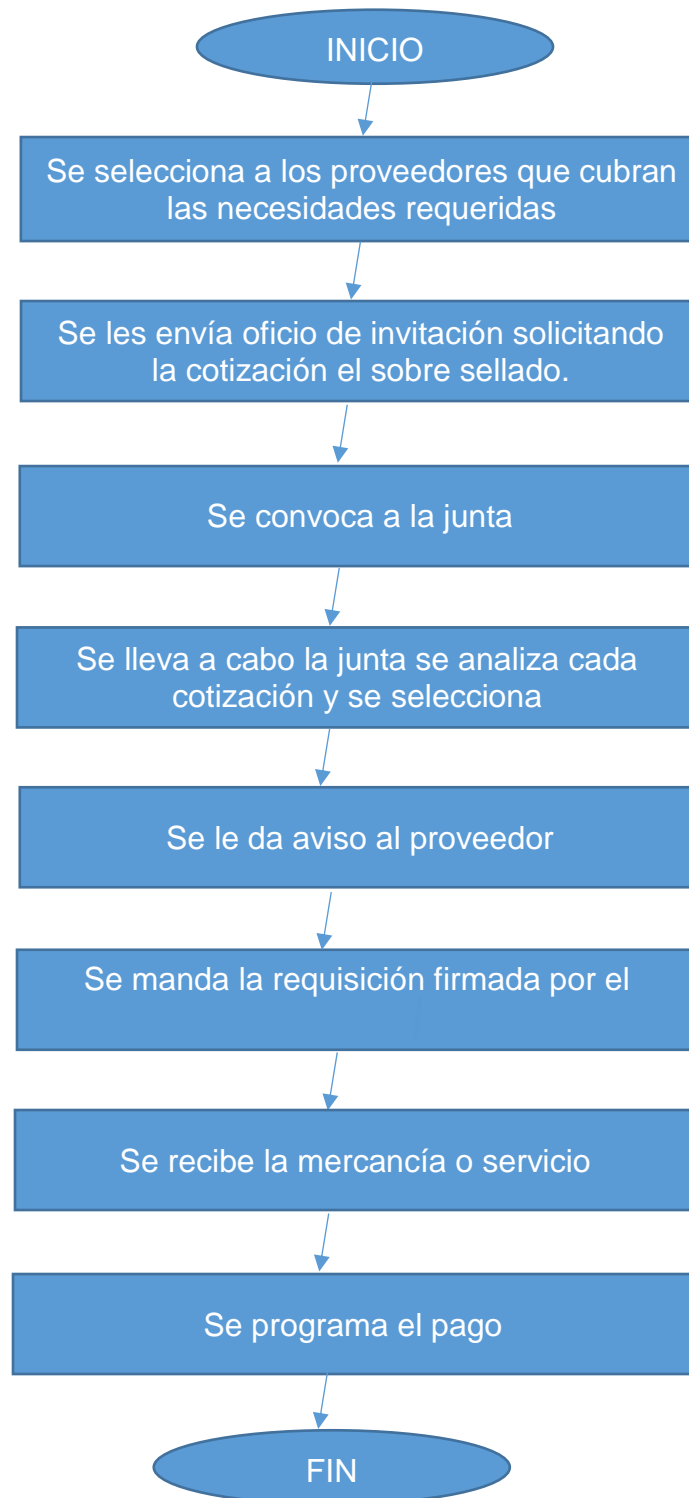 INICIO
Se selecciona a los proveedores que cubran
las necesidades requeridas
Se les envía oficio de invitación solicitando
la cotización el sobre sellado.
Se convoca a la junta
Se lleva a cabo la junta se analiza cada
cotización y se selecciona
Se le da aviso al proveedor
Se manda la requisición firmada por el
Se recibe la mercancía o servicio
Se programa el pago
FIN